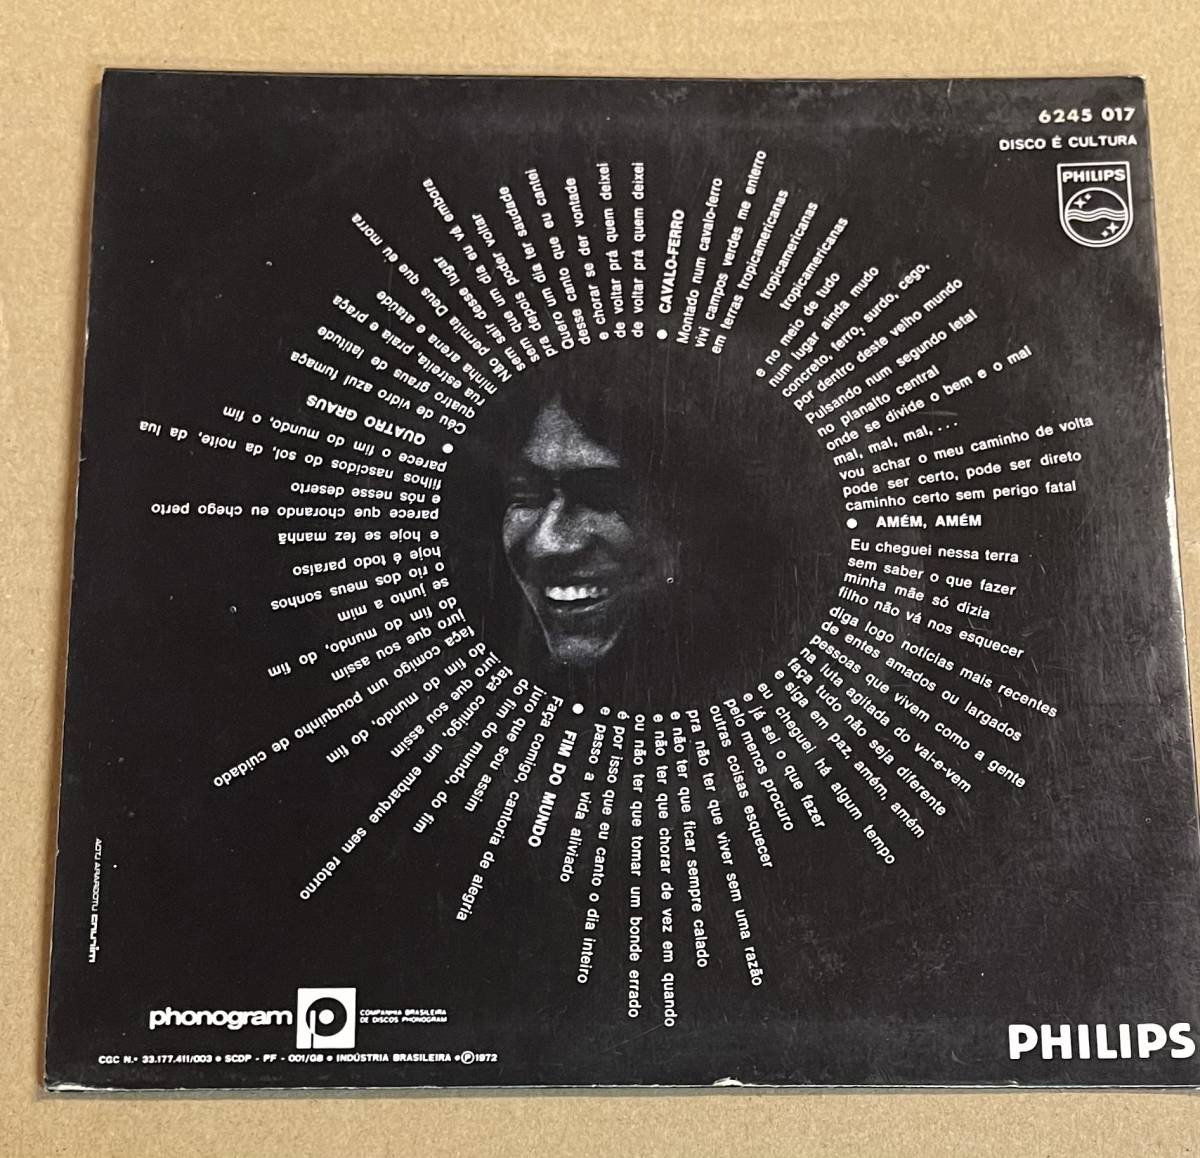 6245 017
DISCO É CULTURA
PHILIPS
CAVALO-FERRO
Montado num cavalo-ferro
vivi campos verdes me enterro
em terras tropicamericanas
tropicamericanas
tropicamericanas
e no meio de tudo
num lugar ainda mudo
concreto, ferro, surdo, cego,
por dentro deste velho mundo
Pulsando num segundo letal
no planalto central
onde se divide o bem e o mal
mal, mal, mal, ...
vou achar o meu caminho de volta
pode ser certo, pode ser direto
caminho certo sem perigo fatal
AMÉM, AMÉM
Eu cheguei nessa terra
sem saber o que fazer
minha mãe só dizia
filho não vá nos esquecer
diga logo notícias mais recentes
de entes amados ou largados
pessoas que vivem como a gente
na luta agitada do vai-e-vem
faça tudo não seja diferente
e siga em paz, amém, amém
eu cheguei há algum tempo
e já sei o que fazer
pelo menos procuro
outras coisas esquecer
pra não ter que viver sem uma razão
e não ter que ficar sempre calado
e não ter que chorar de vez em quando
ou não ter que tomar um bonde errado
é por isso que eu canto o dia inteiro
e passo a vida aliviado
FIM DO MUNDO
Faça comigo, cantoria de alegria
juro que sou assim
do fim do mundo, do fim
faça comigo, um embarque sem retorno
juro que sou assim
do fim do mundo, do fim
faça comigo um pouquinho de cuidado
juro que sou assim
do fim do mundo, do fim
se junto a mim
o rio dos meus sonhos
hoje é todo paraíso
e hoje se fez manhã
parece que chorando eu chego perto
e nós nesse deserto
filhos nascidos do sol, da noite, da lua
parece o fim do mundo, o fim
QUATRO GRAUS
Céu de vidro azul fumaça
quatro graus de latitude
rua estreita, praia e praça
minha arena e ataúde
Não permita Deus que eu morra
sem sair desse lugar
sem que um dia eu vá embora
pra depois poder voltar
Quero um dia ter saudade
desse canto que eu cantei
e chorar se der vontade
de voltar prá quem deixei
de voltar prá quem deixei
phonogram
COMPANHIA BRASILEIRA
DE DISCOS PHONOGRAM
CGC N.º 33.177.411/003 • SCDP - PF - 001/GB • INDÚSTRIA BRASILEIRA • Ⓟ 1972
PHILIPS